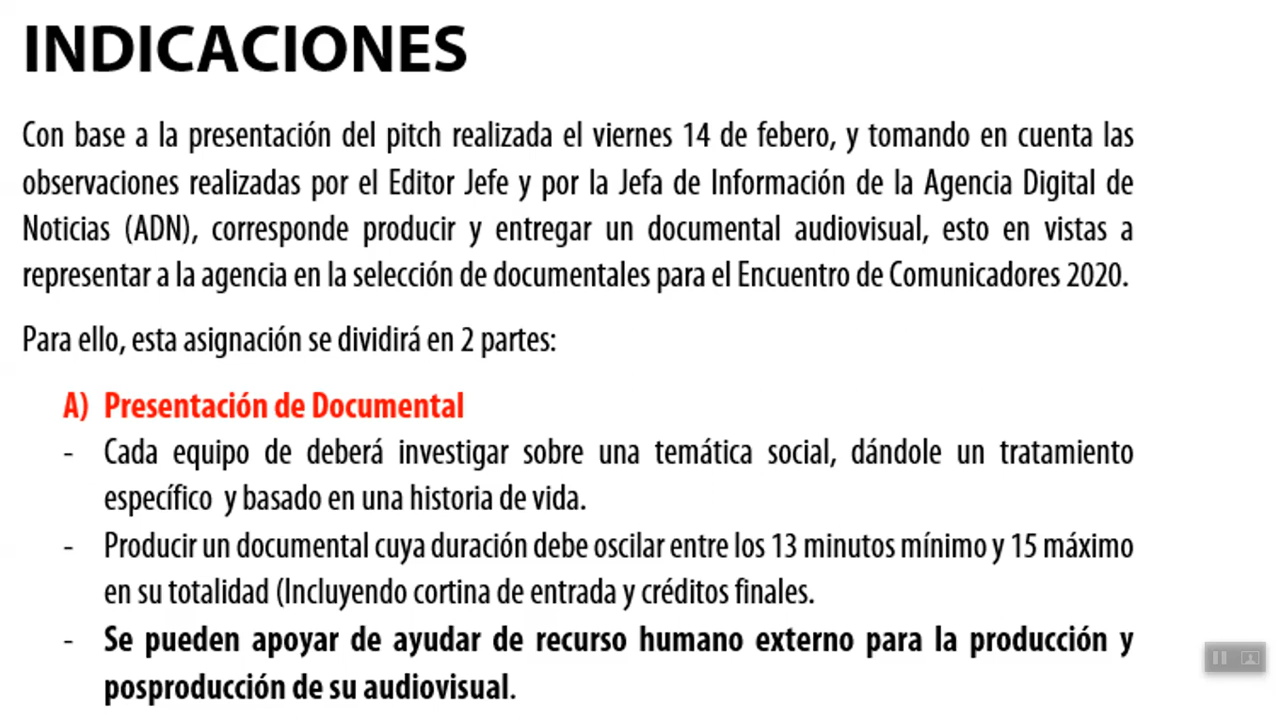 INDICACIONES
Con base a la presentación del pitch realizada el viernes 14 de febero, y tomando en cuenta las
observaciones realizadas por el Editor Jefe y por la Jefa de Información de la Agencia Digital de
Noticias (ADN), corresponde producir y entregar un documental audiovisual, esto en vistas a
representar a la agencia en la selección de documentales para el Encuentro de Comunicadores 2020.
Para ello, esta asignación se dividirá en 2 partes:
A) Presentación de Documental
- Cada equipo de deberá investigar sobre una temática social, dándole un tratamiento
específico y basado en una historia de vida.
- Producir un documental cuya duración debe oscilar entre los 13 minutos mínimo y 15 máximo
en su totalidad (Incluyendo cortina de entrada y créditos finales.
- Se pueden apoyar de ayudar de recurso humano externo para la producción y
posproducción de su audiovisual.